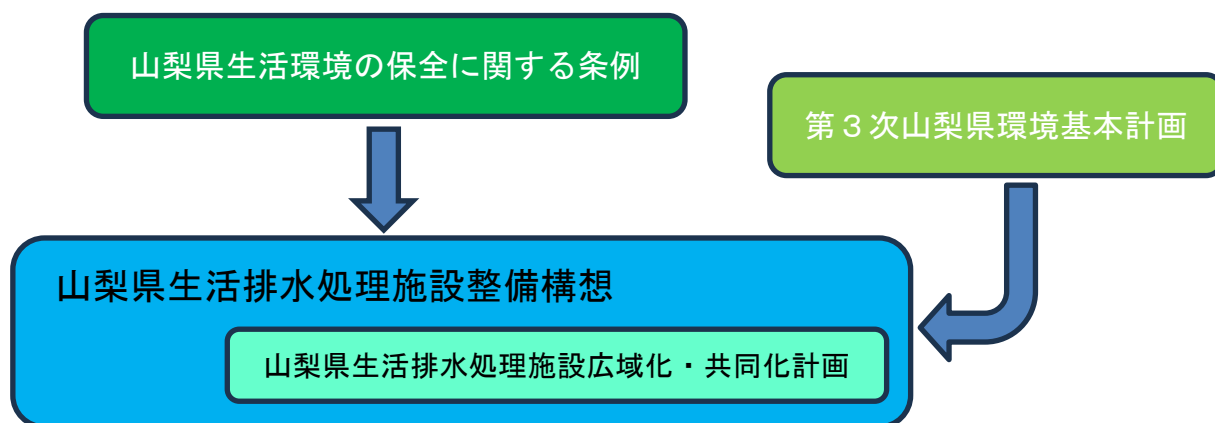 山梨県生活環境の保全に関する条例
第３次山梨県環境基本計画
山梨県生活排水処理施設整備構想
山梨県生活排水処理施設広域化・共同化計画